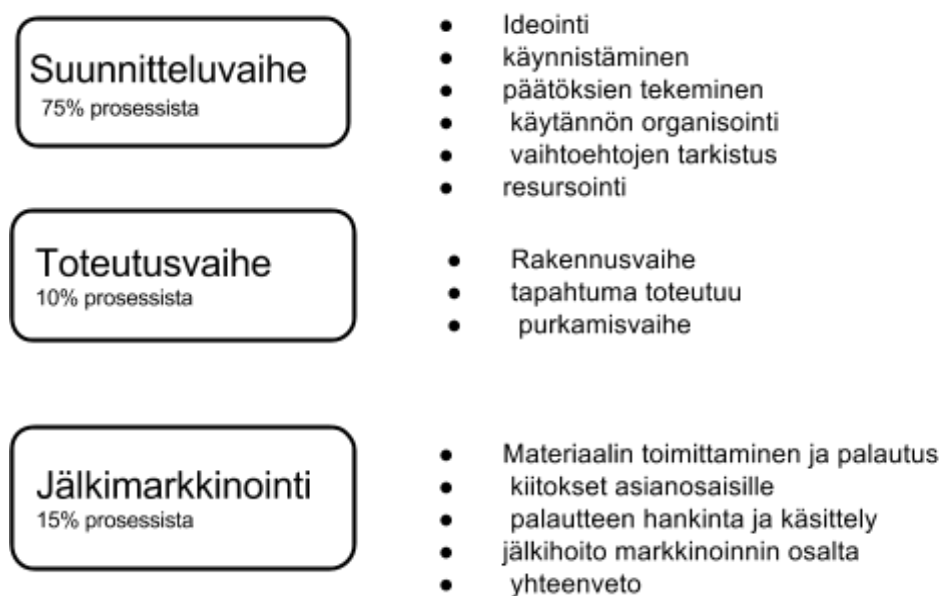 Suunnitteluvaihe
75% prosessista
● Ideointi
● käynnistäminen
● päätöksien tekeminen
● käytännön organisointi
● vaihtoehtojen tarkistus
● resursointi
Toteutusvaihe
10% prosessista
● Rakennusvaihe
● tapahtuma toteutuu
● purkamisvaihe
Jälkimarkkinointi
15% prosessista
● Materiaalin toimittaminen ja palautus
● kiitokset asianosaisille
● palautteen hankinta ja käsittely
● jälkihoito markkinoinnin osalta
● yhteenveto